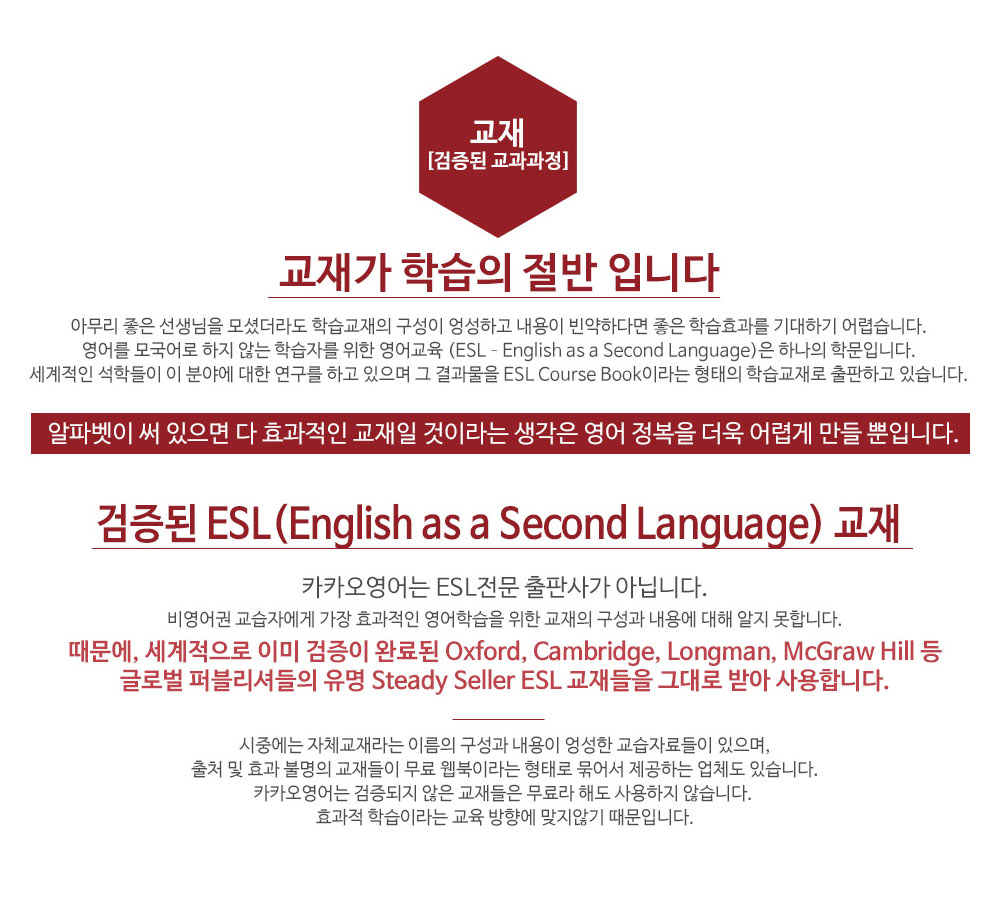 교재
[검증된 교과과정]
교재가 학습의 절반 입니다
아무리 좋은 선생님을 모셨더라도 학습교재의 구성이 엉성하고 내용이 빈약하다면 좋은 학습효과를 기대하기 어렵습니다.
영어를 모국어로 하지 않는 학습자를 위한 영어교육 (ESL - English as a Second Language)은 하나의 학문입니다.
세계적인 석학들이 이 분야에 대한 연구를 하고 있으며 그 결과물을 ESL Course Book이라는 형태의 학습교재로 출판하고 있습니다.
알파벳이 써 있으면 다 효과적인 교재일 것이라는 생각은 영어 정복을 더욱 어렵게 만들 뿐입니다.
검증된 ESL(English as a Second Language) 교재
카카오영어는 ESL전문 출판사가 아닙니다.
비영어권 교습자에게 가장 효과적인 영어학습을 위한 교재의 구성과 내용에 대해 알지 못합니다.
때문에, 세계적으로 이미 검증이 완료된 Oxford, Cambridge, Longman, McGraw Hill 등
글로벌 퍼블리셔들의 유명 Steady Seller ESL 교재들을 그대로 받아 사용합니다.
시중에는 자체교재라는 이름의 구성과 내용이 엉성한 교습자료들이 있으며,
출처 및 효과 불명의 교재들이 무료 웹북이라는 형태로 묶어서 제공하는 업체도 있습니다.
카카오영어는 검증되지 않은 교재들은 무료라 해도 사용하지 않습니다.
효과적 학습이라는 교육 방향에 맞지않기 때문입니다.